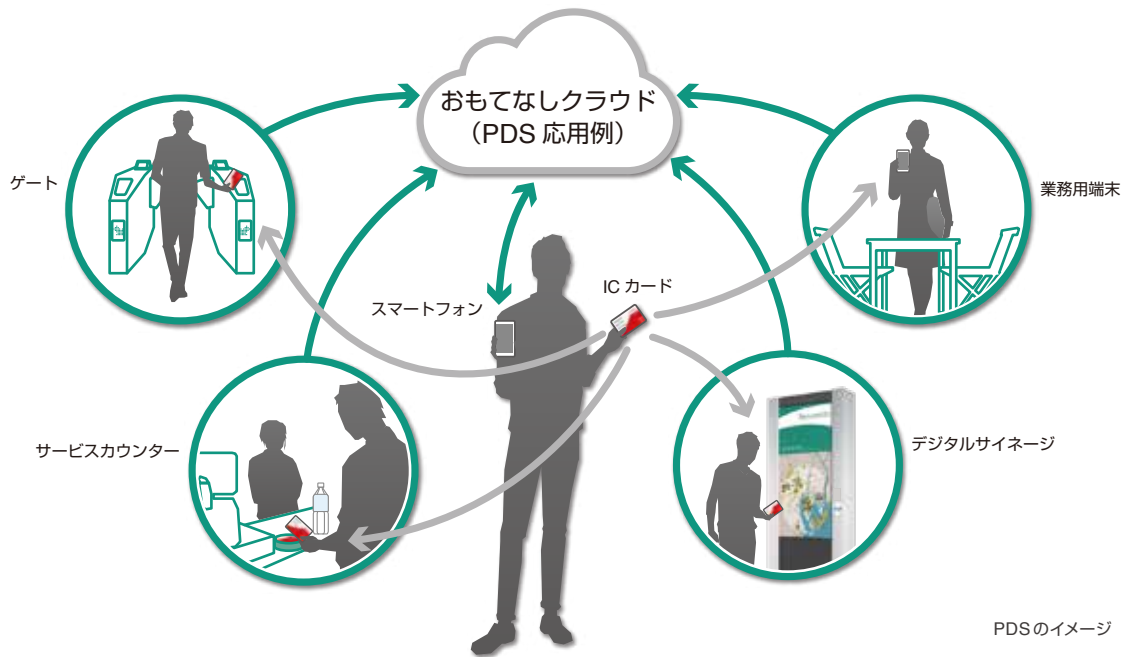 おもてなしクラウド
（PDS 応用例）
ゲート
業務用端末
IC カード
スマートフォン
サービスカウンター
デジタルサイネージ
PDSのイメージ